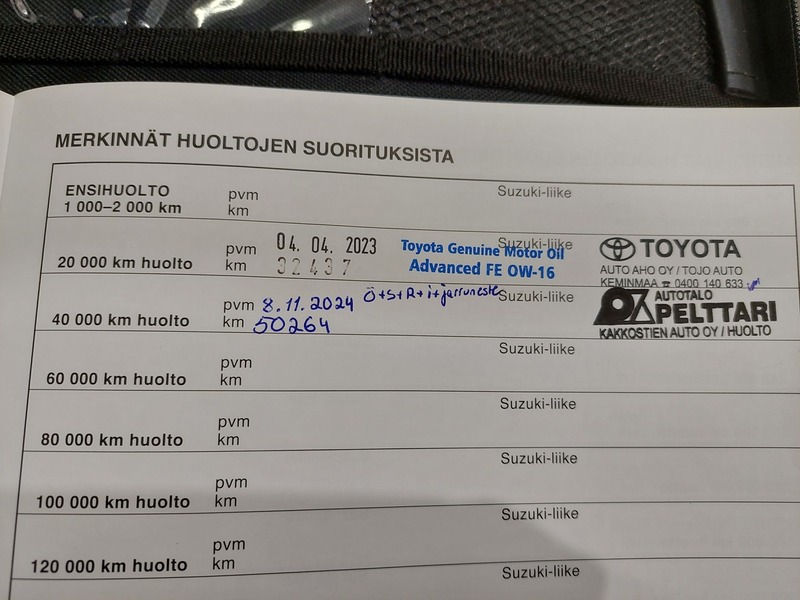 MERKINNÄT HUOLTOJEN SUORITUKSISTA
ENSIHUOLTO pvm Suzuki-liike
1 000–2 000 km km
pvm 04. 04. 2023 Toyota Genuine Motor Oil Suzuki-liike TOYOTA
20 000 km huolto km 32437 Advanced FE 0W-16 AUTO AHO OY / TOJO AUTO
KEMINMAA ☎ 0400 140 633
pvm 8.11.2024 Ö+S+R+i+jarruneste Suzuki-liike AUTOTALO
40 000 km huolto km 50264 PELTTARI
KAKKOSTIEN AUTO OY / HUOLTO
pvm Suzuki-liike
60 000 km huolto km
pvm Suzuki-liike
80 000 km huolto km
pvm Suzuki-liike
100 000 km huolto km
pvm Suzuki-liike
120 000 km huolto km
Suzuki-liike